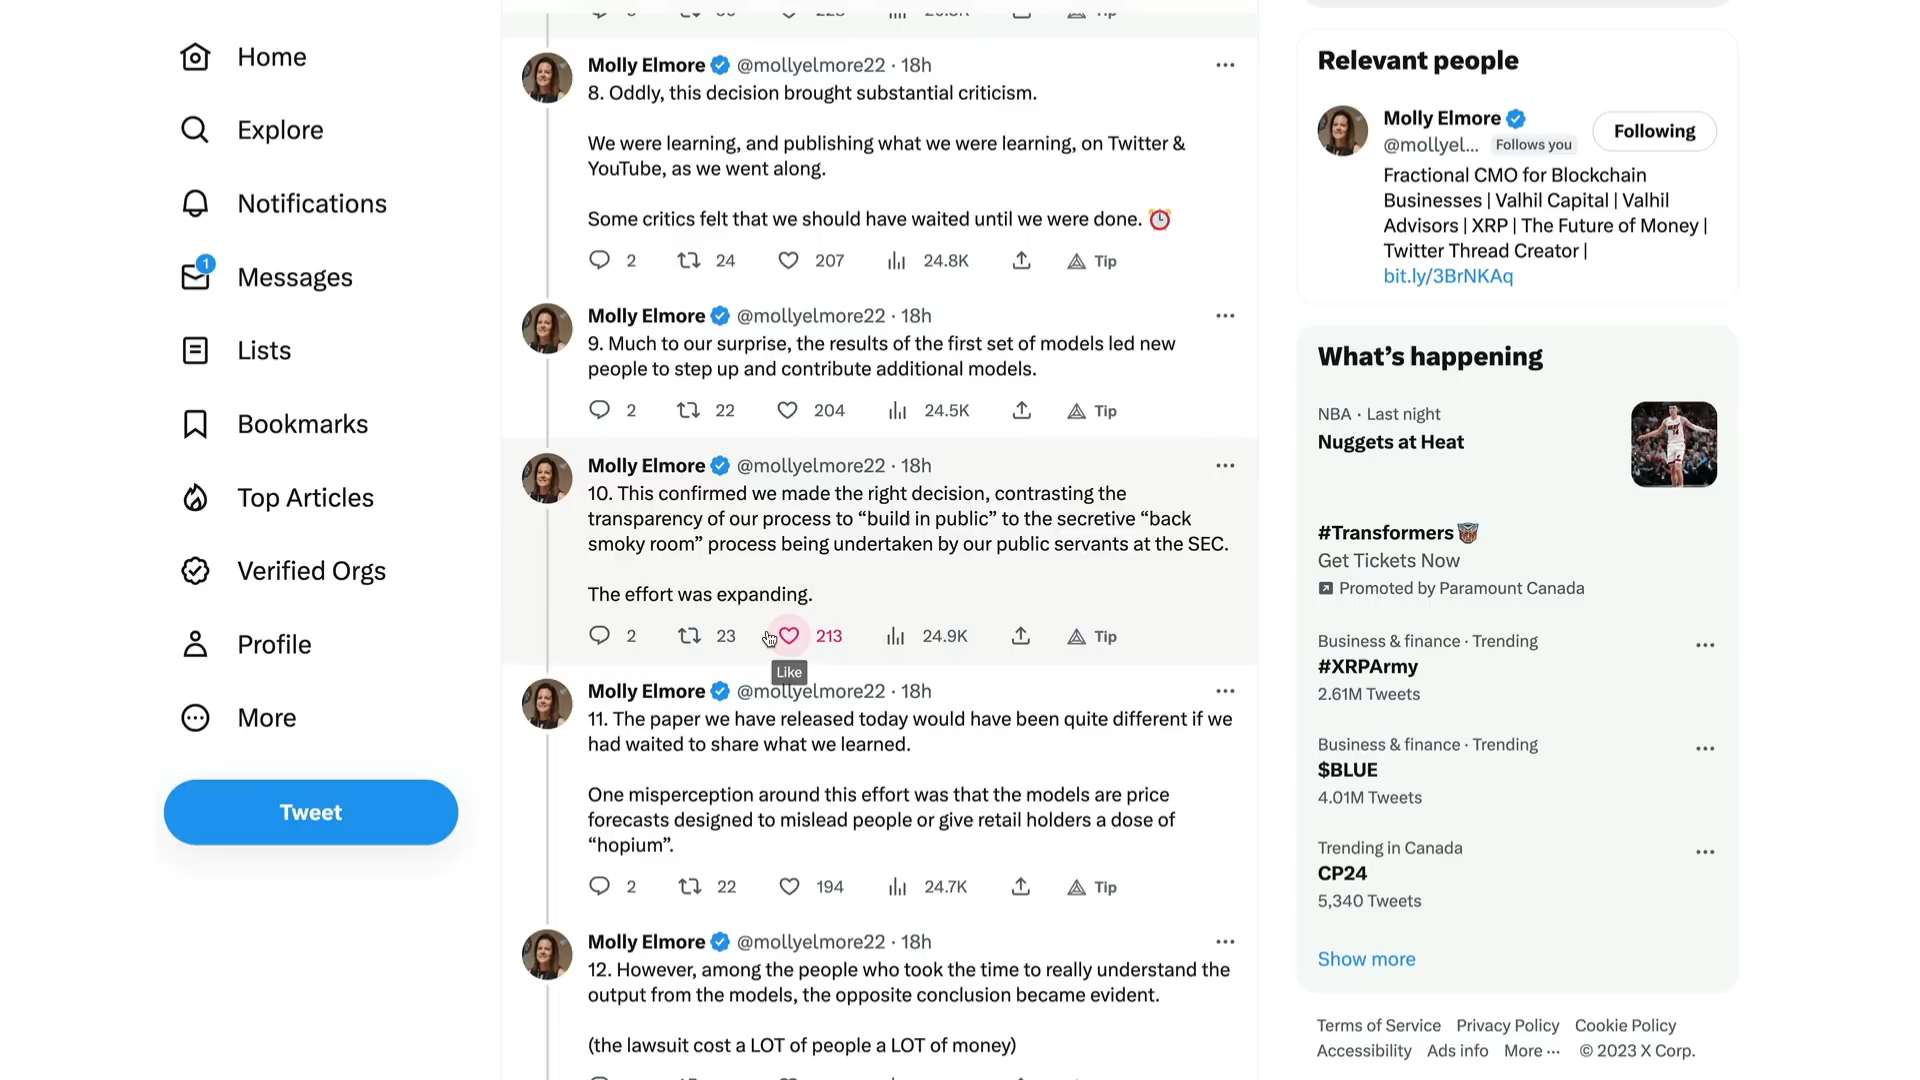 Home
Explore
Notifications
1
Messages
Lists
Bookmarks
Top Articles
Verified Orgs
Profile
More
Tweet
Tip
Molly Elmore @mollyelmore22 · 18h
8. Oddly, this decision brought substantial criticism.
We were learning, and publishing what we were learning, on Twitter &
YouTube, as we went along.
Some critics felt that we should have waited until we were done.
2 24 207 24.8K Tip
Molly Elmore @mollyelmore22 · 18h
9. Much to our surprise, the results of the first set of models led new
people to step up and contribute additional models.
2 22 204 24.5K Tip
Molly Elmore @mollyelmore22 · 18h
10. This confirmed we made the right decision, contrasting the
transparency of our process to “build in public” to the secretive “back
smoky room” process being undertaken by our public servants at the SEC.
The effort was expanding.
2 23 213 24.9K Tip
Like
Molly Elmore @mollyelmore22 · 18h
11. The paper we have released today would have been quite different if we
had waited to share what we learned.
One misperception around this effort was that the models are price
forecasts designed to mislead people or give retail holders a dose of
“hopium”.
2 22 194 24.7K Tip
Molly Elmore @mollyelmore22 · 18h
12. However, among the people who took the time to really understand the
output from the models, the opposite conclusion became evident.
(the lawsuit cost a LOT of people a LOT of money)
Relevant people
Molly Elmore
@mollyel... Follows you
Following
Fractional CMO for Blockchain
Businesses | Valhil Capital | Valhil
Advisors | XRP | The Future of Money |
Twitter Thread Creator |
bit.ly/3BrNKAq
What’s happening
NBA · Last night
Nuggets at Heat
#Transformers
Get Tickets Now
Promoted by Paramount Canada
Business & finance · Trending
#XRPArmy
2.61M Tweets
Business & finance · Trending
$BLUE
4.01M Tweets
Trending in Canada
CP24
5,340 Tweets
Show more
Terms of Service Privacy Policy Cookie Policy
Accessibility Ads info More ··· © 2023 X Corp.